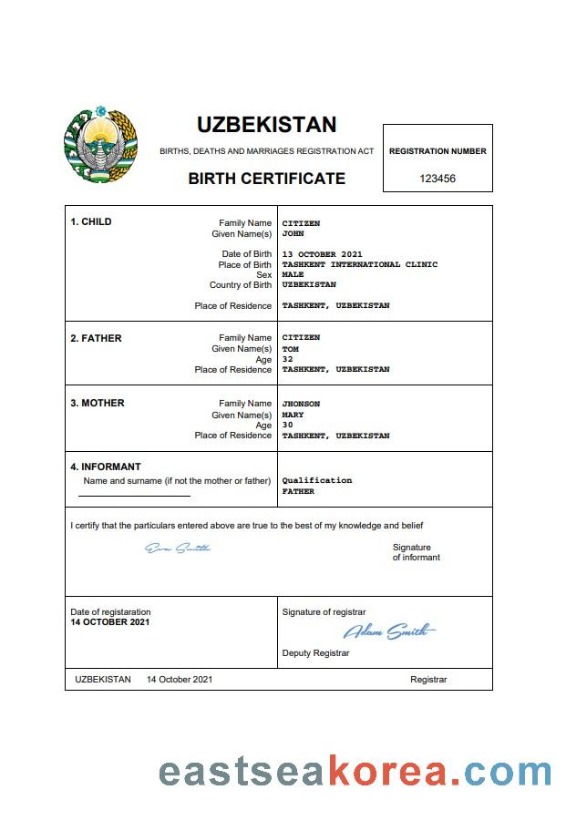 UZBEKISTAN
BIRTHS, DEATHS AND MARRIAGES REGISTRATION ACT
BIRTH CERTIFICATE
REGISTRATION NUMBER
123456
1. CHILD
Family Name CITIZEN
Given Name(s) JOHN
Date of Birth 13 OCTOBER 2021
Place of Birth TASHKENT INTERNATIONAL CLINIC
Sex MALE
Country of Birth UZBEKISTAN
Place of Residence TASHKENT, UZBEKISTAN
2. FATHER
Family Name CITIZEN
Given Name(s) TOM
Age 32
Place of Residence TASHKENT, UZBEKISTAN
3. MOTHER
Family Name JHONSON
Given Name(s) MARY
Age 30
Place of Residence TASHKENT, UZBEKISTAN
4. INFORMANT
Name and surname (if not the mother or father) Qualification
FATHER
I certify that the particulars entered above are true to the best of my knowledge and belief
Eva Smith
Signature
of informant
Date of registaration
14 OCTOBER 2021
Signature of registrar
Adam Smith
Deputy Registrar
UZBEKISTAN 14 October 2021 Registrar
eastseakorea.com